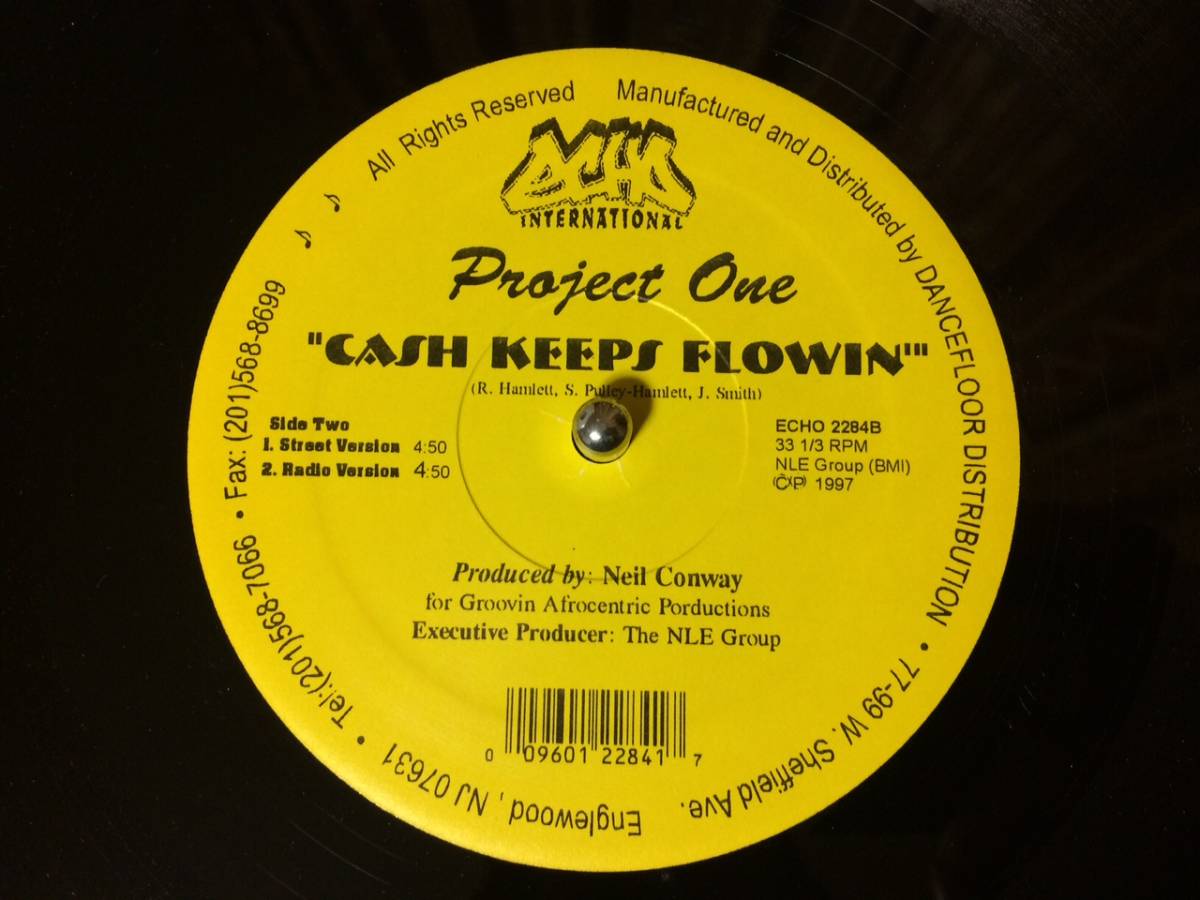 All Rights Reserved
Manufactured and Distributed by DANCEFLOOR DISTRIBUTION • 77-99 W. Sheffield Ave.
Englewood, NJ 07631 • Tel:(201)568-7066 • Fax: (201)568-8699
ECHO
INTERNATIONAL
Project One
"CASH KEEPS FLOWIN'"
(R. Hamlett, S. Pulley-Hamlett, J. Smith)
Side Two
1. Street Version 4:50
2. Radio Version 4:50
ECHO 2284B
33 1/3 RPM
NLE Group (BMI)
(C)(P) 1997
Produced by: Neil Conway
for Groovin Afrocentric Porductions
Executive Producer: The NLE Group
0 09601 22841 7